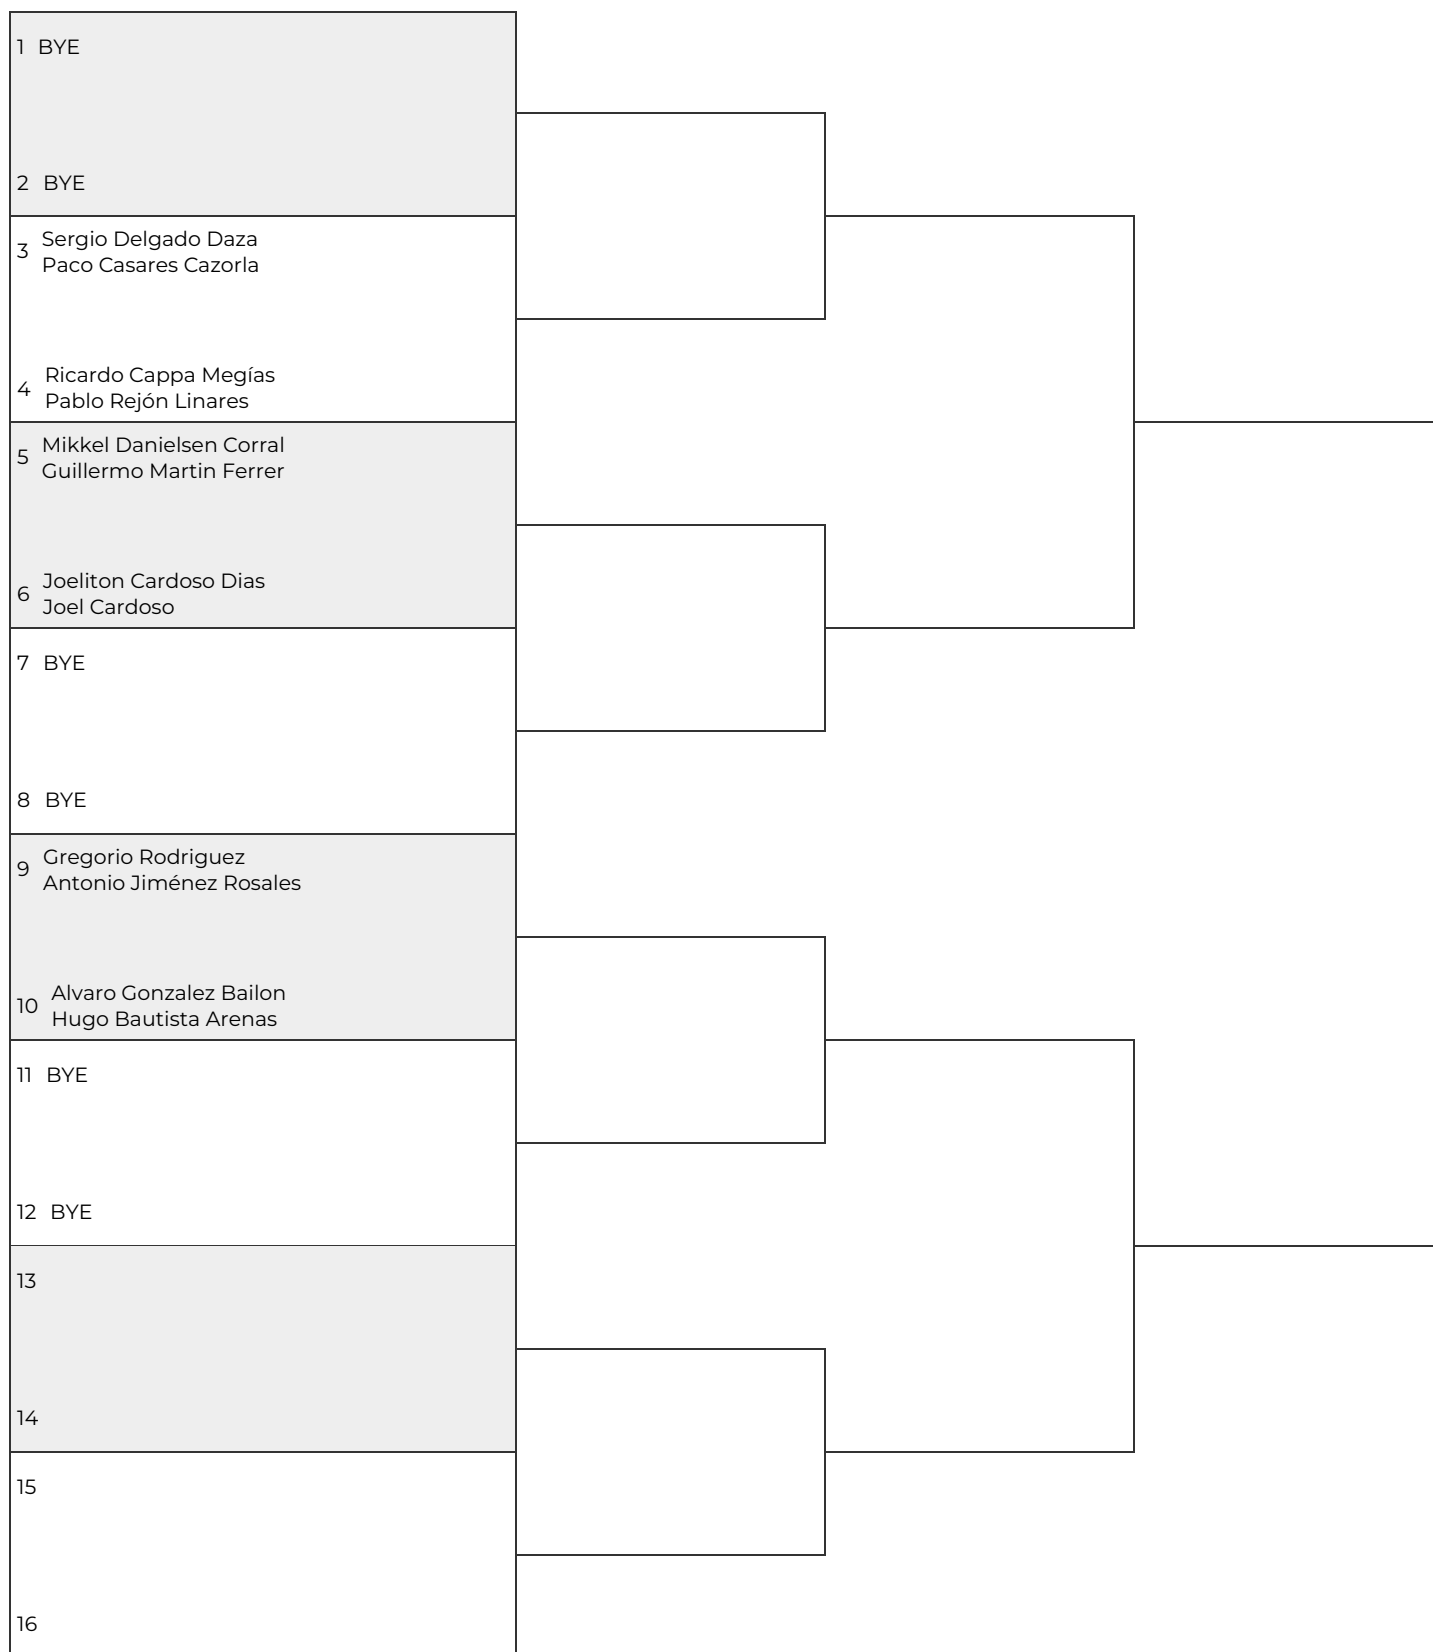 1 BYE
2 BYE
3 Sergio Delgado Daza
Paco Casares Cazorla
4 Ricardo Cappa Megías
Pablo Rejón Linares
5 Mikkel Danielsen Corral
Guillermo Martin Ferrer
6 Joeliton Cardoso Dias
Joel Cardoso
7 BYE
8 BYE
9 Gregorio Rodriguez
Antonio Jiménez Rosales
10 Alvaro Gonzalez Bailon
Hugo Bautista Arenas
11 BYE
12 BYE
13
14
15
16